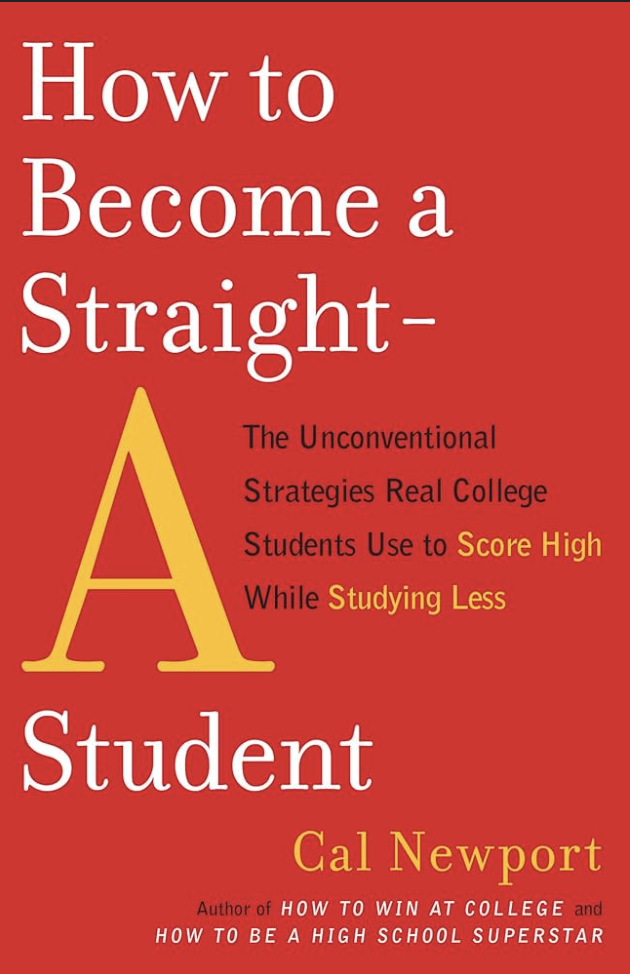 How to
Become a
Straight-
A
The Unconventional
Strategies Real College
Students Use to Score High
While Studying Less
Student
Cal Newport
Author of HOW TO WIN AT COLLEGE and
HOW TO BE A HIGH SCHOOL SUPERSTAR